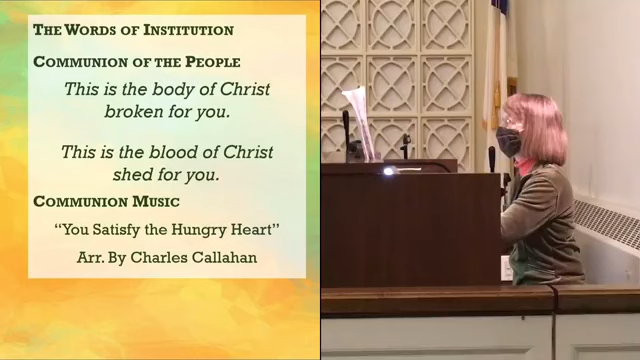 THE WORDS OF INSTITUTION
COMMUNION OF THE PEOPLE
This is the body of Christ
broken for you.
This is the blood of Christ
shed for you.
COMMUNION MUSIC
“You Satisfy the Hungry Heart”
Arr. By Charles Callahan